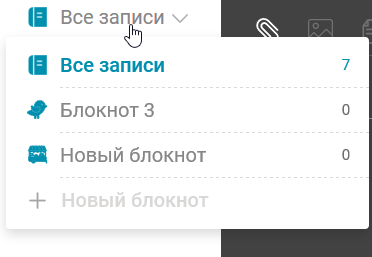 Все записи
Все записи 7
Блокнот 3 0
Новый блокнот 0
Новый блокнот